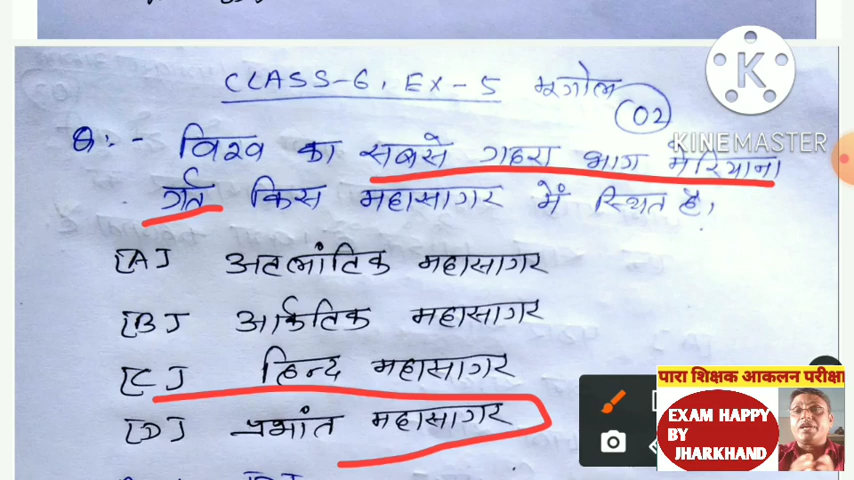 CLASS-6, EX-5 भूगोल
02
KINEMASTER
Q:- विश्व का सबसे गहरा भाग मेरियाना
गर्त किस महासागर में स्थित है।
[A] अटलांटिक महासागर
[B] आर्कटिक महासागर
[C] हिन्द महासागर
[D] प्रशांत महासागर
पारा शिक्षक आकलन परीक्षा
EXAM HAPPY
BY
JHARKHAND